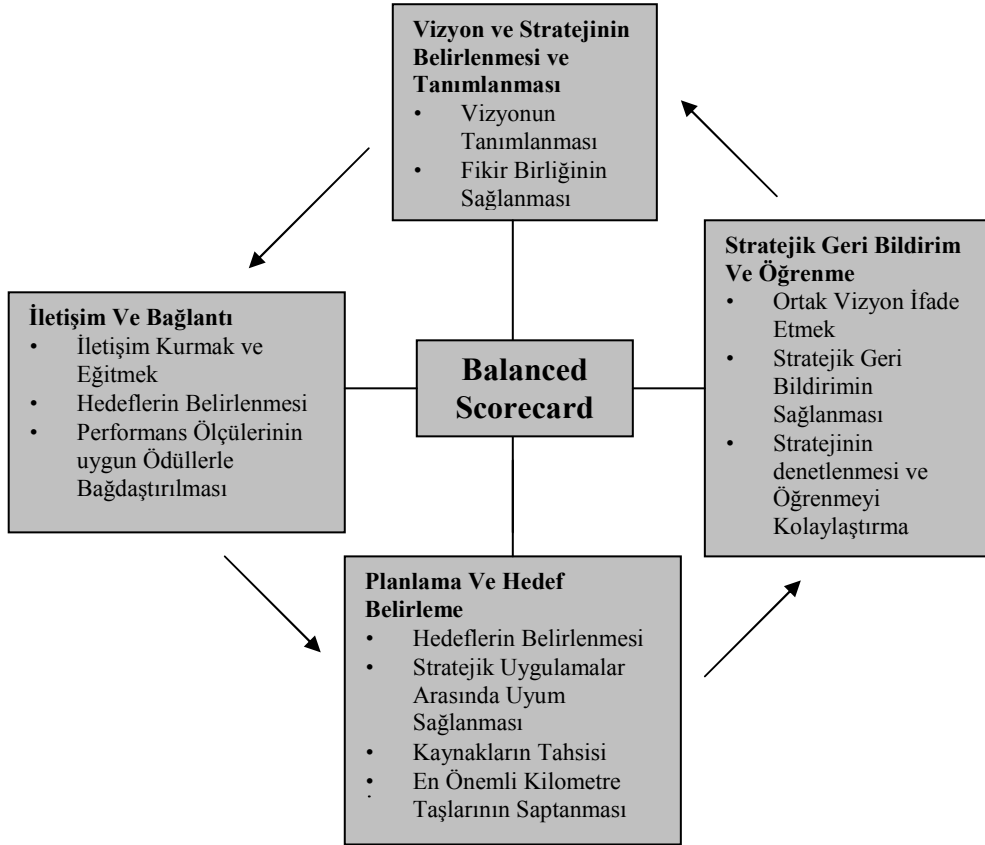 Vizyon ve Stratejinin
Belirlenmesi ve
Tanımlanması
• Vizyonun
Tanımlanması
• Fikir Birliğinin
Sağlanması
İletişim Ve Bağlantı
• İletişim Kurmak ve
Eğitmek
• Hedeflerin Belirlenmesi
• Performans Ölçülerinin
uygun Ödüllerle
Bağdaştırılması
Balanced
Scorecard
Stratejik Geri Bildirim
Ve Öğrenme
• Ortak Vizyon İfade
Etmek
• Stratejik Geri
Bildirimin
Sağlanması
• Stratejinin
denetlenmesi ve
Öğrenmeyi
Kolaylaştırma
Planlama Ve Hedef
Belirleme
• Hedeflerin Belirlenmesi
• Stratejik Uygulamalar
Arasında Uyum
Sağlanması
• Kaynakların Tahsisi
• En Önemli Kilometre
Taşlarının Saptanması